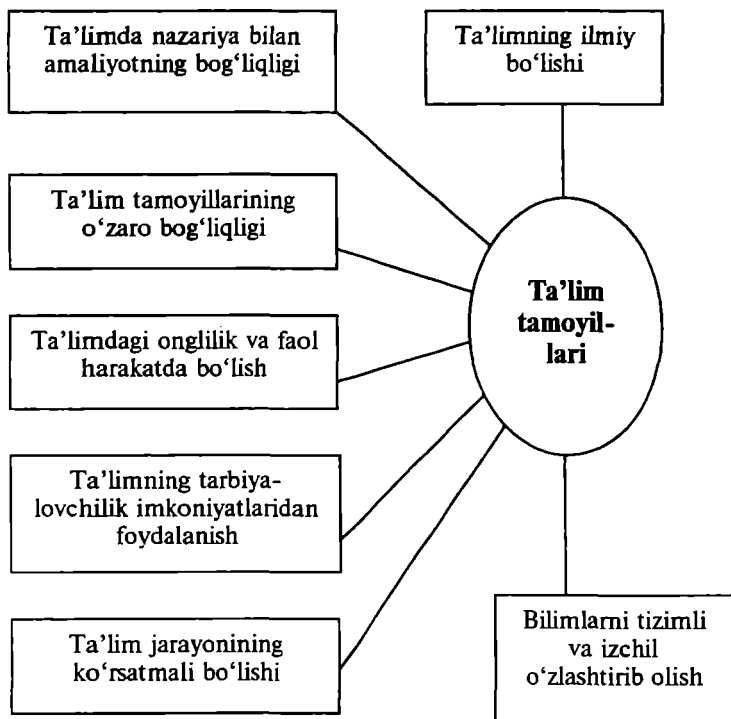 Ta’limda nazariya bilan
amaliyotning bog‘liqligi
Ta’limning ilmiy
bo‘lishi
Ta’lim tamoyillarining
o‘zaro bog‘liqligi
Ta’lim
tamoyil-
lari
Ta’limdagi onglilik va faol
harakatda bo‘lish
Ta’limning tarbiya-
lovchilik imkoniyatlaridan
foydalanish
Ta’lim jarayonining
ko‘rsatmali bo‘lishi
Bilimlarni tizimli
va izchil
o‘zlashtirib olish